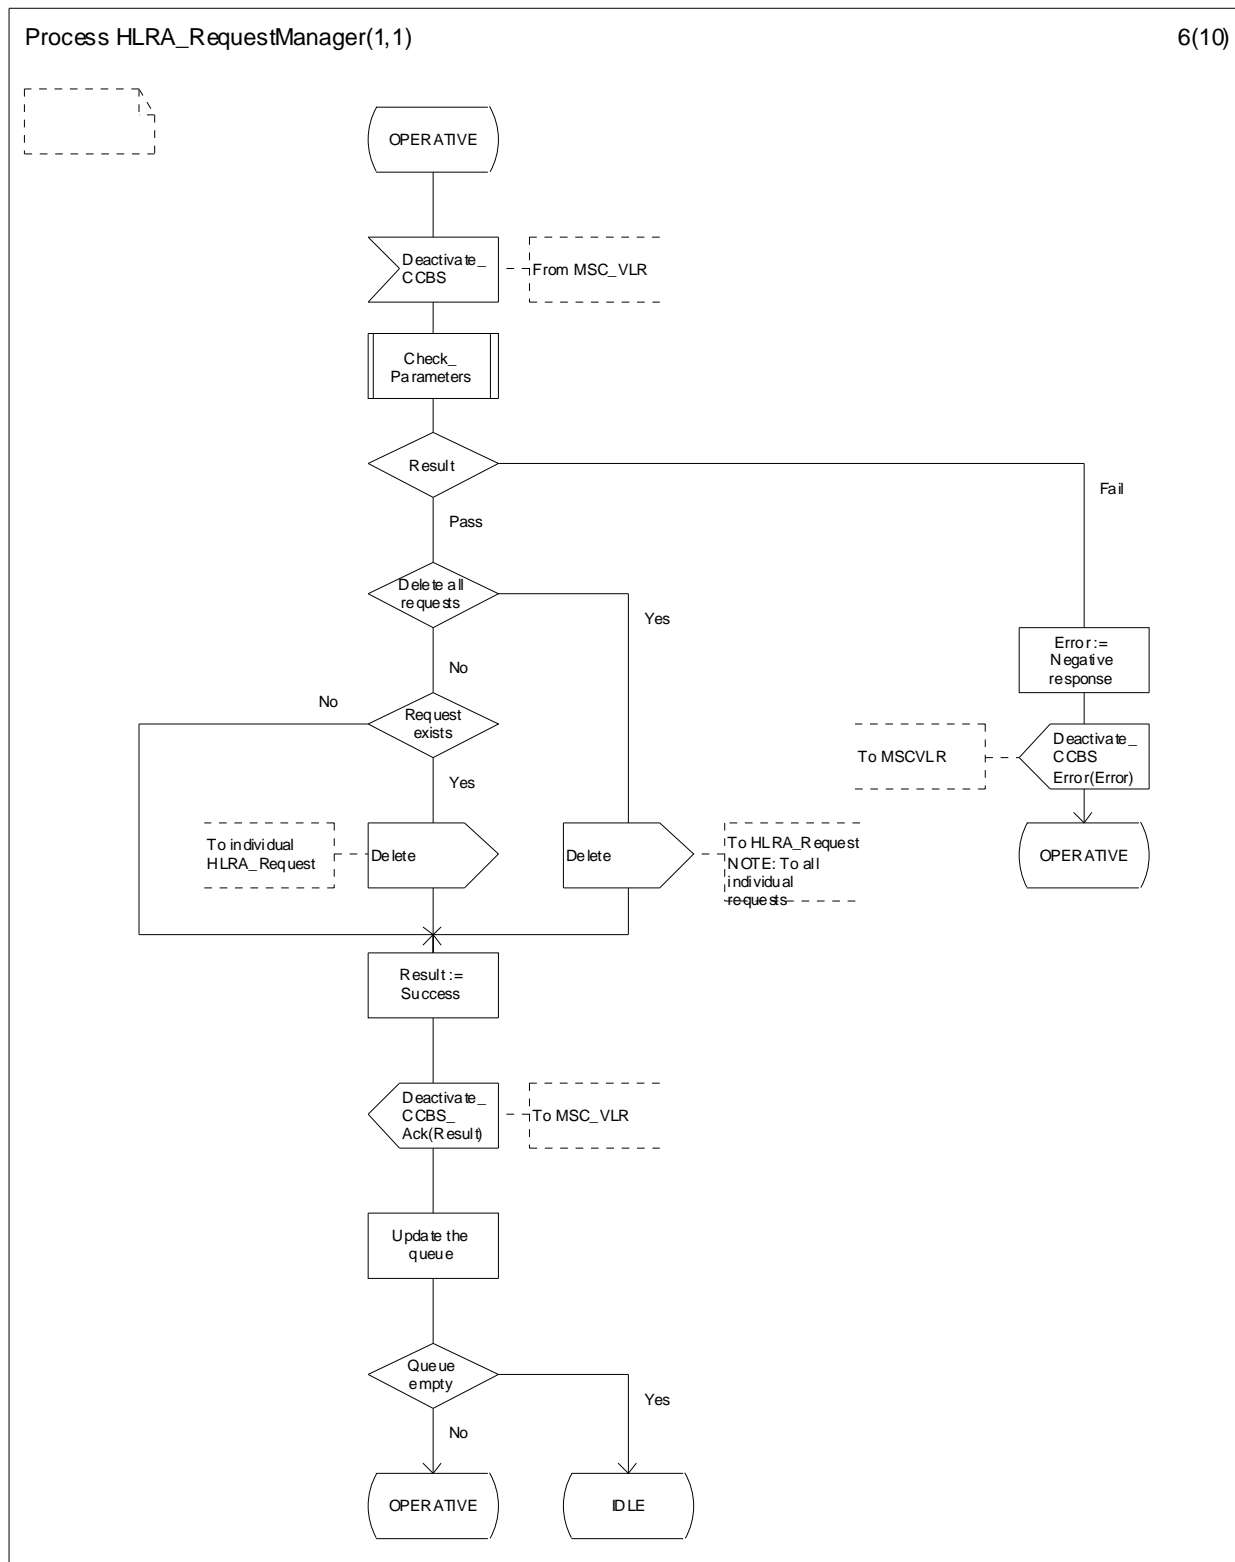 Process HLRA_RequestManager(1,1)
6(10)
OPERATIVE
Deactivate_
CCBS
From MSC_VLR
Check_
Parameters
Result
Fail
Pass
Delete all
requests
Yes
No
Error :=
Negative
response
No
Request
exists
Yes
To MSCVLR
Deactivate_
CCBS
Error(Error)
To individual
HLRA_Request
Delete
Delete
To HLRA_Request
NOTE: To all
individual
requests
OPERATIVE
Result :=
Success
Deactivate_
CCBS_
Ack(Result)
To MSC_VLR
Update the
queue
Queue
empty
Yes
No
OPERATIVE
IDLE